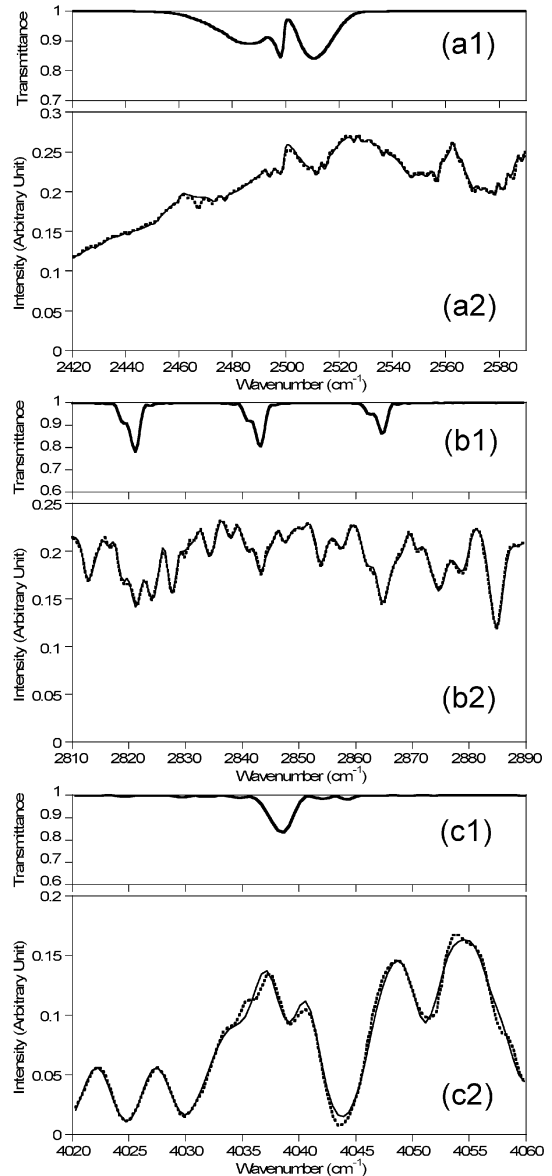 1
0.9
0.8
0.7
Transmittance
(a1)
0.3
0.25
0.2
0.15
0.1
0.05
0
Intensity (Arbitrary Unit)
(a2)
2420 2440 2460 2480 2500 2520 2540 2560 2580
Wavenumber (cm⁻¹)
1
0.9
0.8
0.7
0.6
Transmittance
(b1)
0.25
0.2
0.15
0.1
0.05
0
Intensity (Arbitrary Unit)
(b2)
2810 2820 2830 2840 2850 2860 2870 2880 2890
Wavenumber (cm⁻¹)
1
0.9
0.8
0.7
0.6
Transmittance
(c1)
0.2
0.15
0.1
0.05
0
Intensity (Arbitrary Unit)
(c2)
4020 4025 4030 4035 4040 4045 4050 4055 4060
Wavenumber (cm⁻¹)